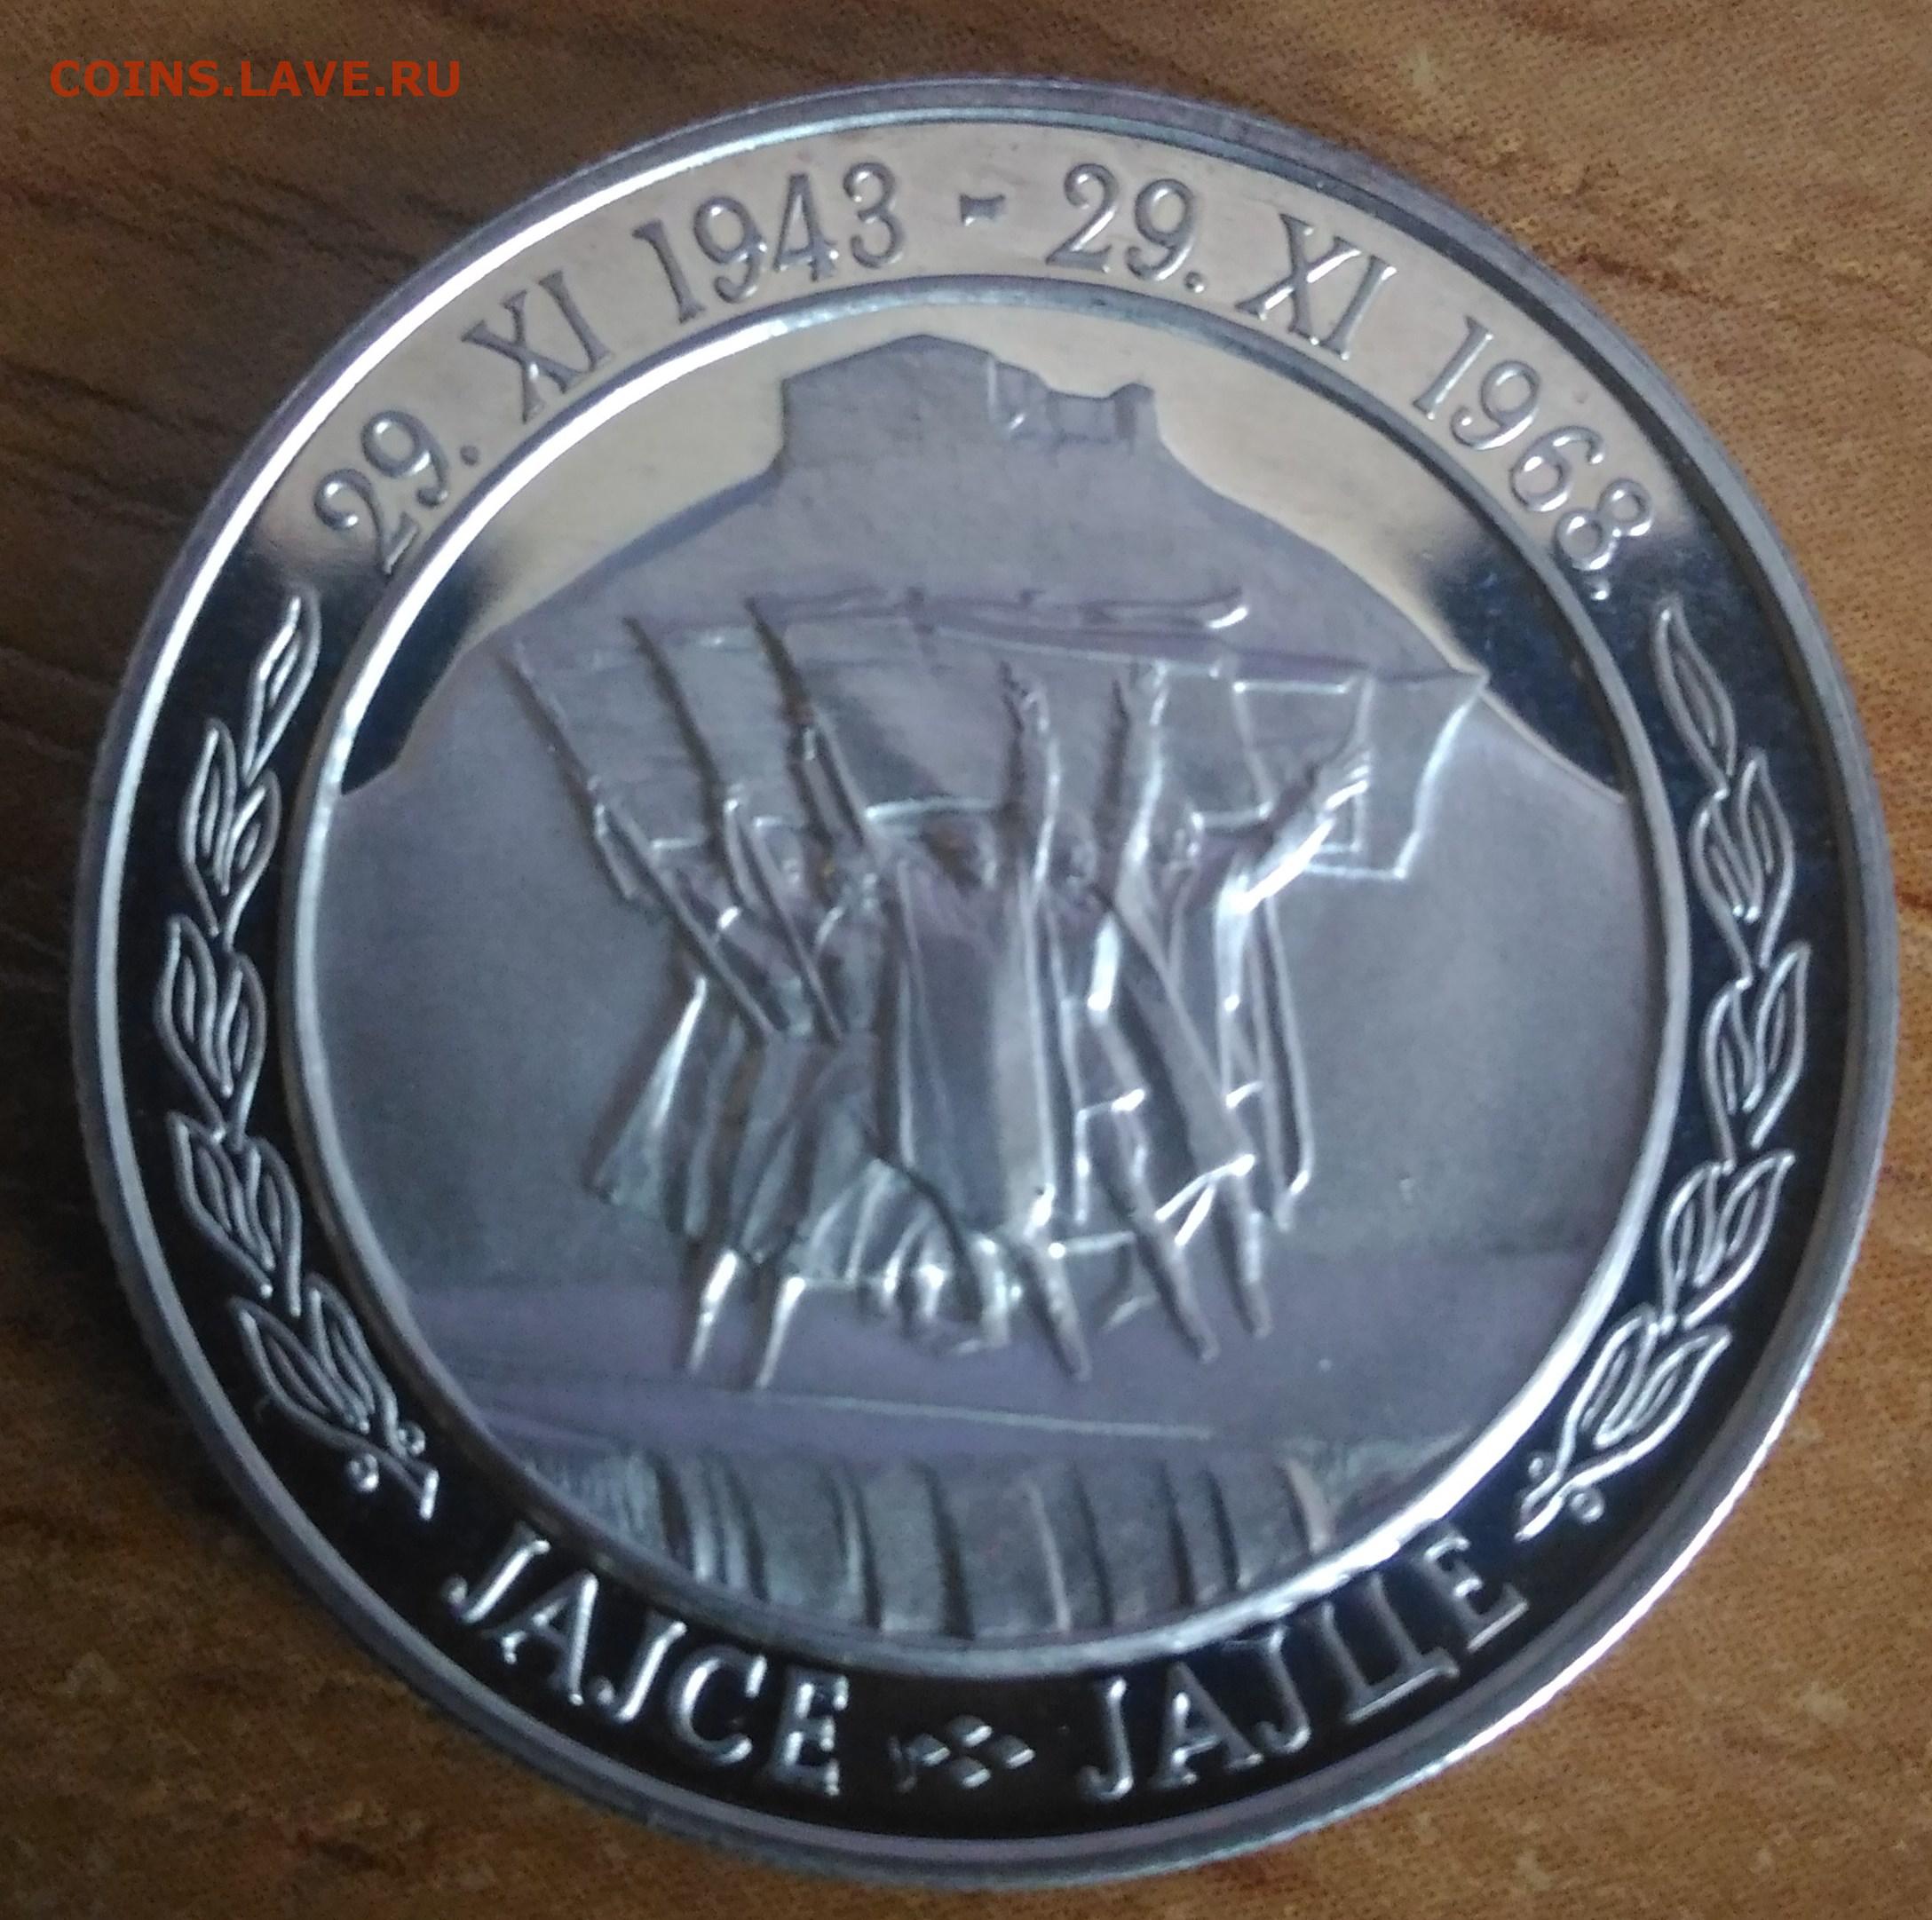 COINS.LAVE.RU
29. XI 1943 - 29. XI 1968.
JAJCE ЈАЈЦЕ